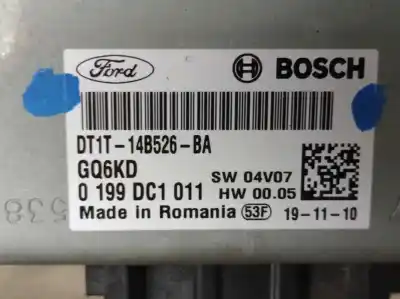 Ford BOSCH
DT1T-14B526-BA
GQ6KD SW 04V07
0 199 DC1 011 HW 00.05
Made in Romania 53F 19-11-10
538